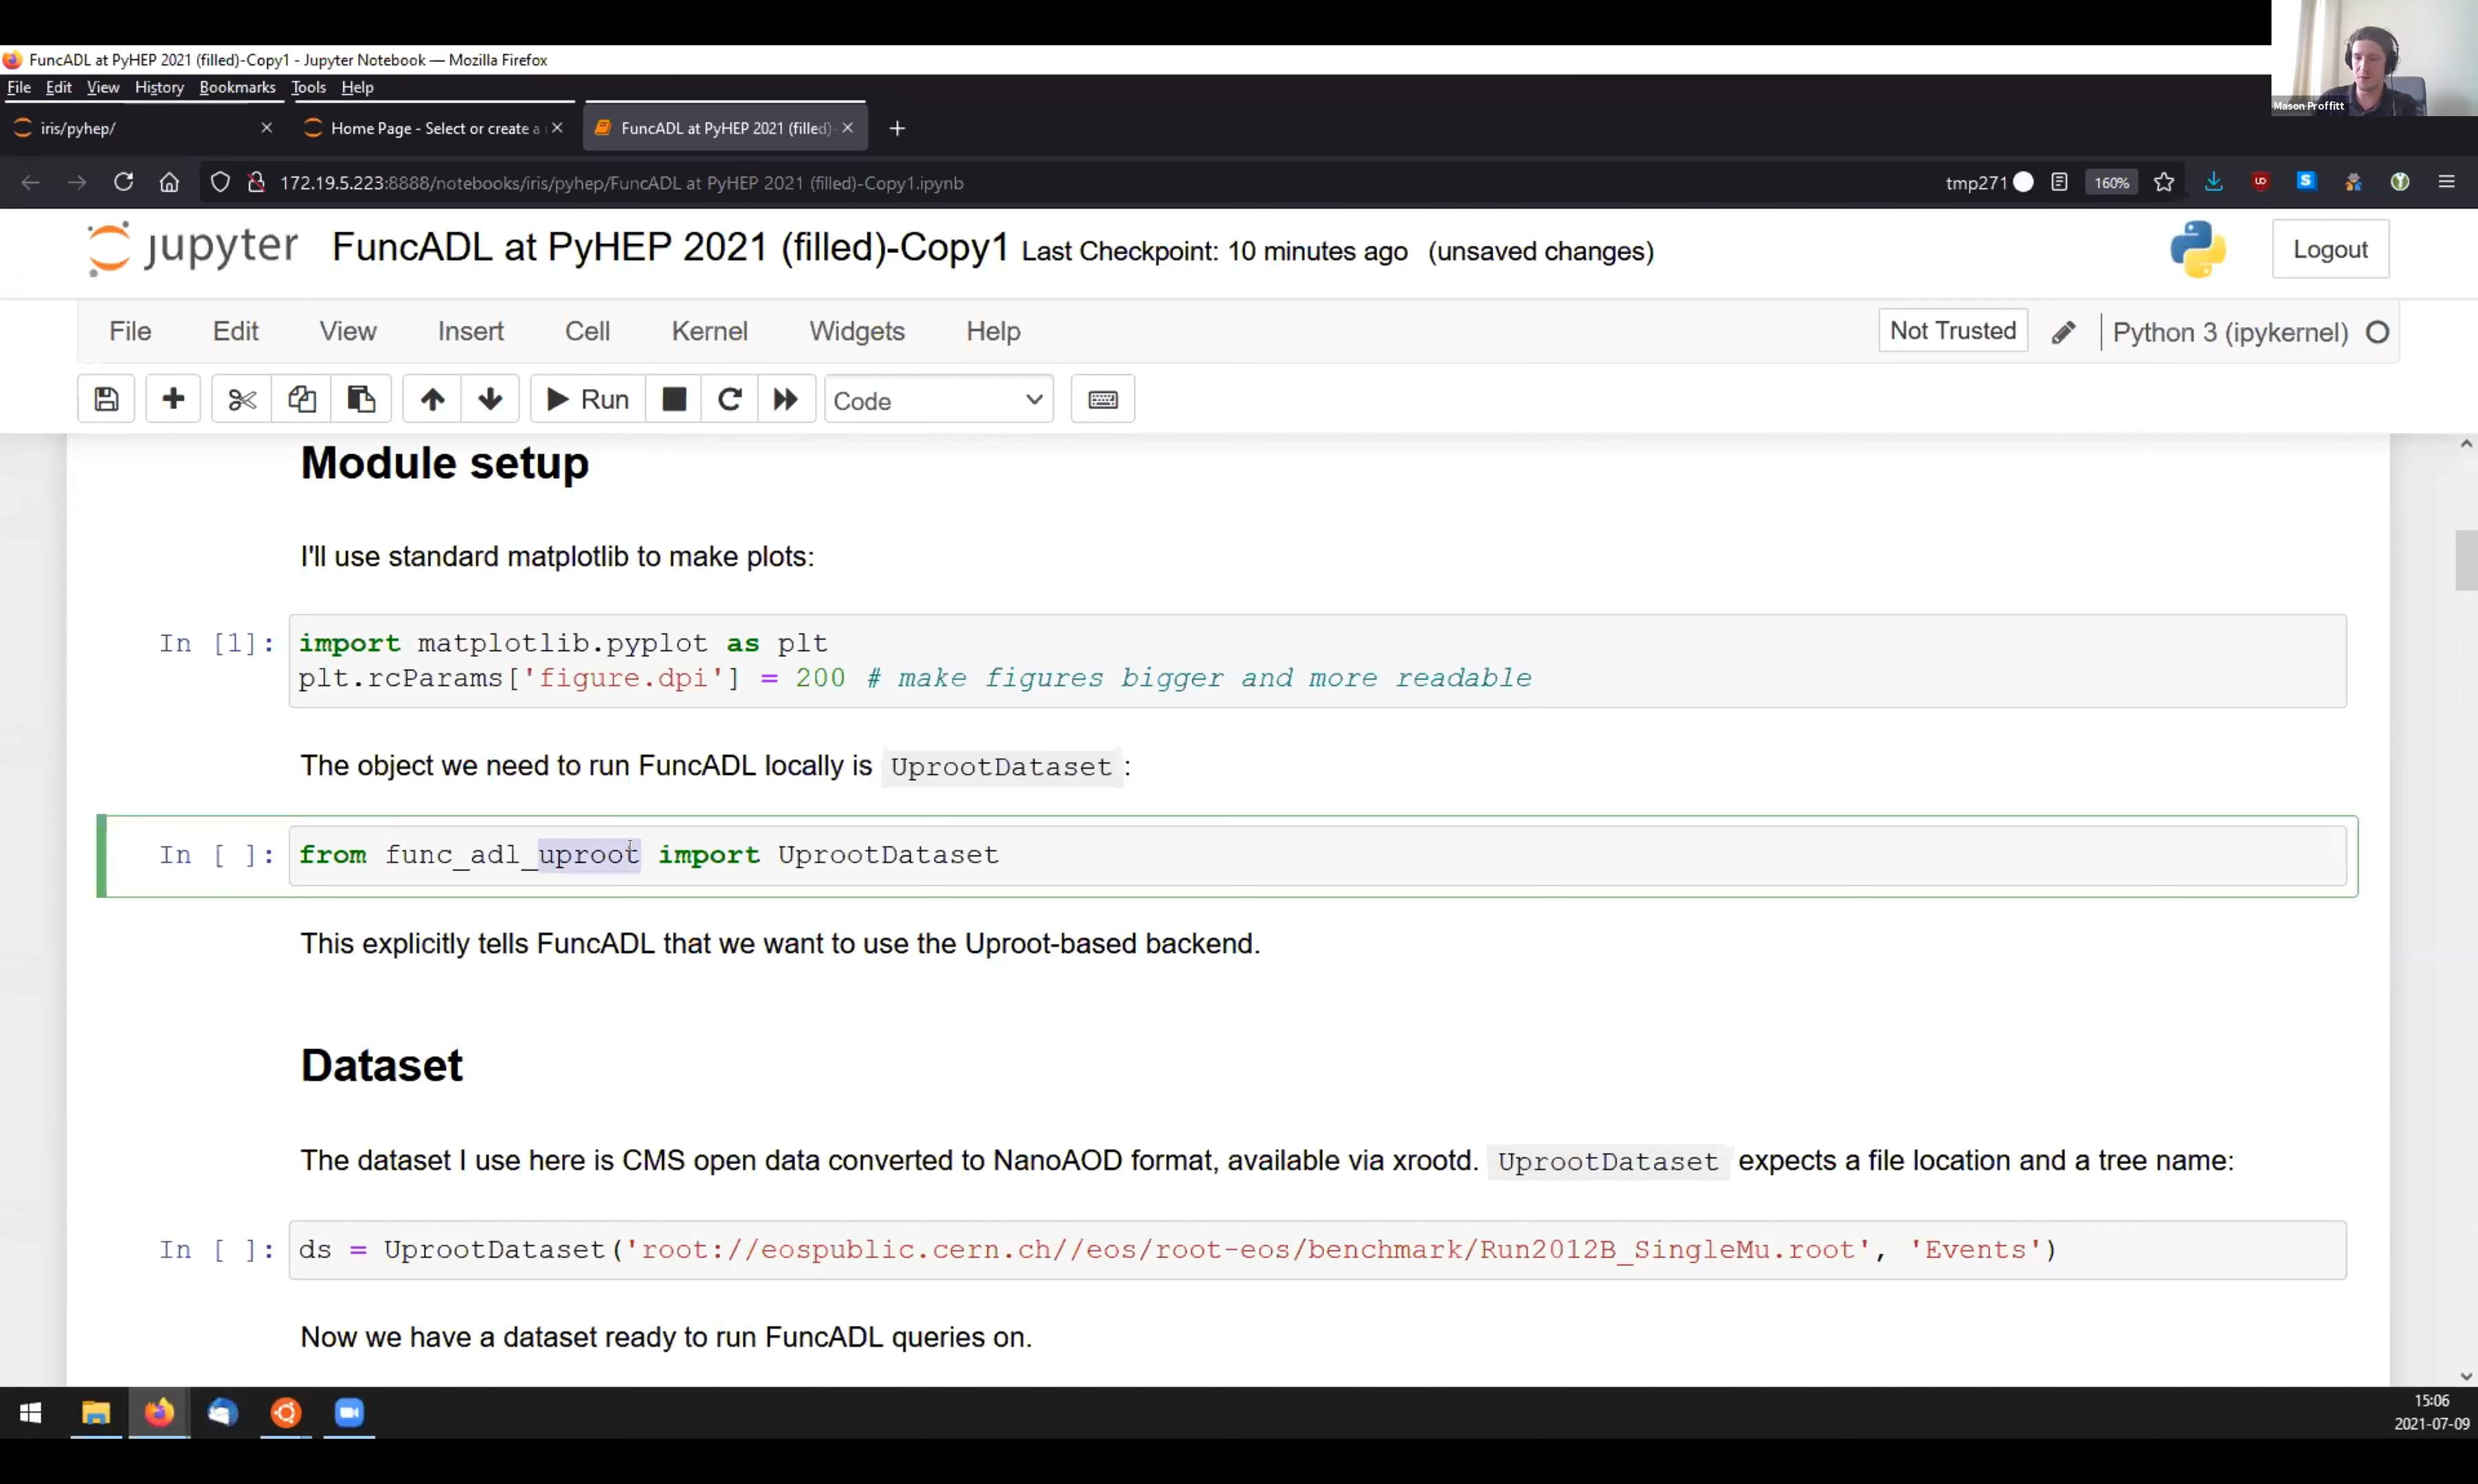 FuncADL at PyHEP 2021 (filled)-Copy1 - Jupyter Notebook — Mozilla Firefox
Mason Proffitt
File Edit View History Bookmarks Tools Help
iris/pyhep/
Home Page - Select or create a
FuncADL at PyHEP 2021 (filled)-
172.19.5.223:8888/notebooks/iris/pyhep/FuncADL at PyHEP 2021 (filled)-Copy1.ipynb
tmp271
160%
jupyter FuncADL at PyHEP 2021 (filled)-Copy1 Last Checkpoint: 10 minutes ago (unsaved changes)
Logout
File Edit View Insert Cell Kernel Widgets Help
Not Trusted
Python 3 (ipykernel)
Run
Code
Module setup
I'll use standard matplotlib to make plots:
In [1]: import matplotlib.pyplot as plt
plt.rcParams['figure.dpi'] = 200 # make figures bigger and more readable
The object we need to run FuncADL locally is UprootDataset :
In [ ]: from func_adl_uproot import UprootDataset
This explicitly tells FuncADL that we want to use the Uproot-based backend.
Dataset
The dataset I use here is CMS open data converted to NanoAOD format, available via xrootd. UprootDataset expects a file location and a tree name:
In [ ]: ds = UprootDataset('root://eospublic.cern.ch//eos/root-eos/benchmark/Run2012B_SingleMu.root', 'Events')
Now we have a dataset ready to run FuncADL queries on.
15:06
2021-07-09